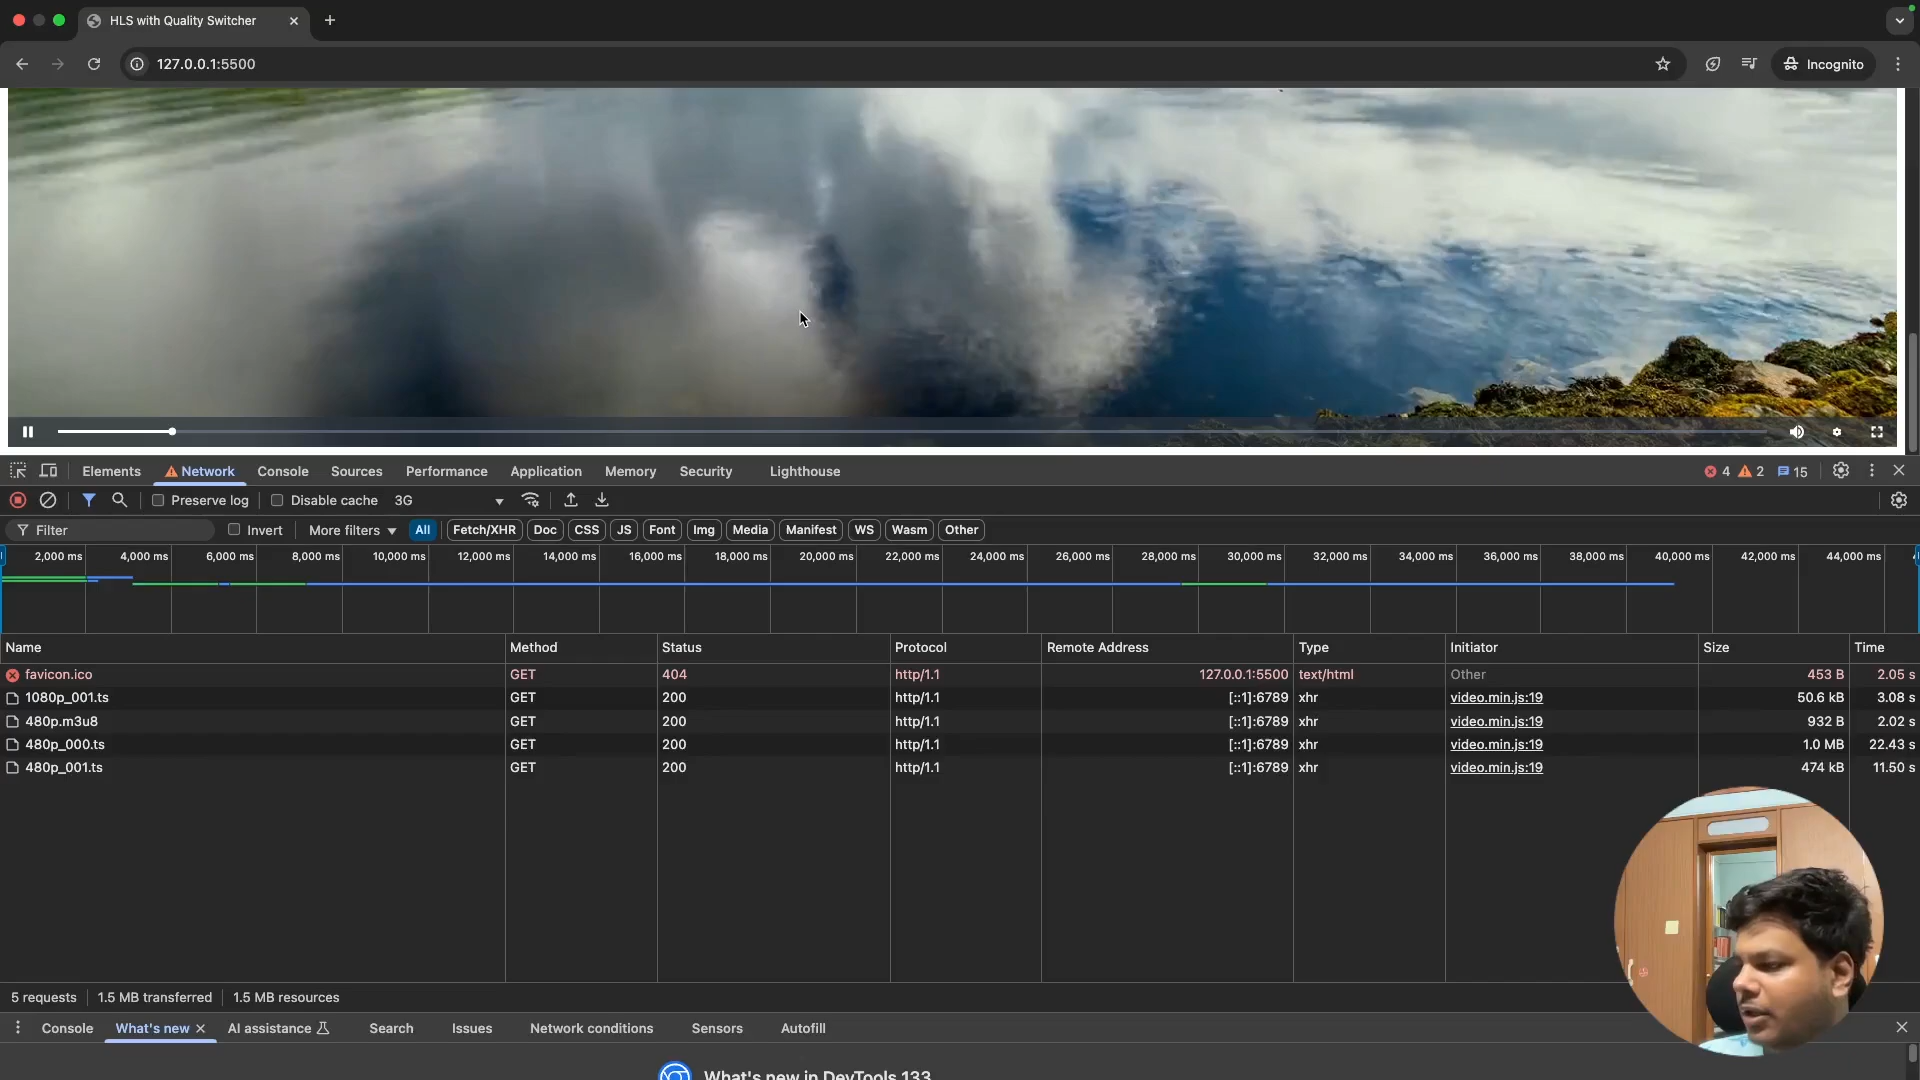 HLS with Quality Switcher
127.0.0.1:5500
Incognito
Elements Network Console Sources Performance Application Memory Security Lighthouse 4 2 15
Preserve log Disable cache 3G
Filter Invert More filters All Fetch/XHR Doc CSS JS Font Img Media Manifest WS Wasm Other
2,000 ms 4,000 ms 6,000 ms 8,000 ms 10,000 ms 12,000 ms 14,000 ms 16,000 ms 18,000 ms 20,000 ms 22,000 ms 24,000 ms 26,000 ms 28,000 ms 30,000 ms 32,000 ms 34,000 ms 36,000 ms 38,000 ms 40,000 ms 42,000 ms 44,000 ms
Name Method Status Protocol Remote Address Type Initiator Size Time
favicon.ico GET 404 http/1.1 127.0.0.1:5500 text/html Other 453 B 2.05 s
1080p_001.ts GET 200 http/1.1 [::1]:6789 xhr video.min.js:19 50.6 kB 3.08 s
480p.m3u8 GET 200 http/1.1 [::1]:6789 xhr video.min.js:19 932 B 2.02 s
480p_000.ts GET 200 http/1.1 [::1]:6789 xhr video.min.js:19 1.0 MB 22.43 s
480p_001.ts GET 200 http/1.1 [::1]:6789 xhr video.min.js:19 474 kB 11.50 s
5 requests 1.5 MB transferred 1.5 MB resources
Console What's new AI assistance Search Issues Network conditions Sensors Autofill
What's new in DevTools 133